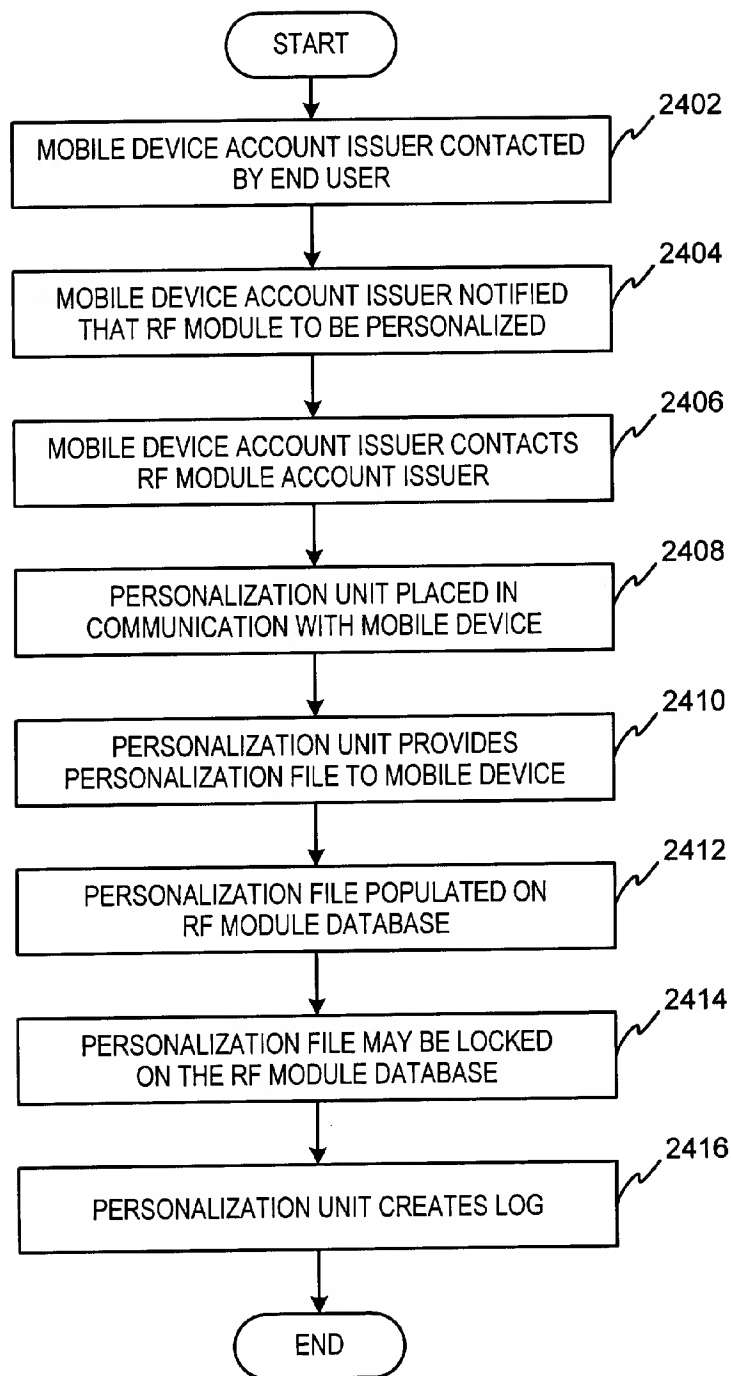 START
2402
MOBILE DEVICE ACCOUNT ISSUER CONTACTED
BY END USER
2404
MOBILE DEVICE ACCOUNT ISSUER NOTIFIED
THAT RF MODULE TO BE PERSONALIZED
2406
MOBILE DEVICE ACCOUNT ISSUER CONTACTS
RF MODULE ACCOUNT ISSUER
2408
PERSONALIZATION UNIT PLACED IN
COMMUNICATION WITH MOBILE DEVICE
2410
PERSONALIZATION UNIT PROVIDES
PERSONALIZATION FILE TO MOBILE DEVICE
2412
PERSONALIZATION FILE POPULATED ON
RF MODULE DATABASE
2414
PERSONALIZATION FILE MAY BE LOCKED
ON THE RF MODULE DATABASE
2416
PERSONALIZATION UNIT CREATES LOG
END